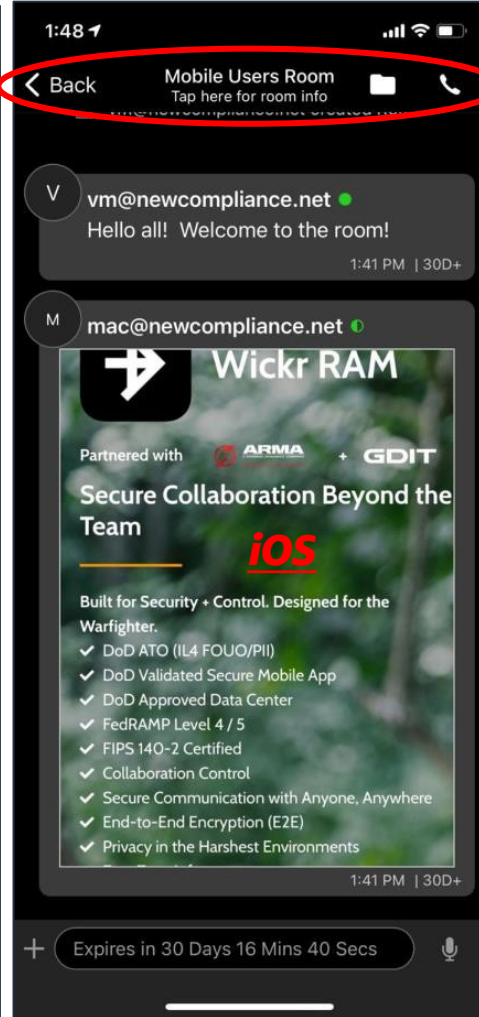 1:48
Back
Mobile Users Room
Tap here for room info
vm@newcompliance.net created
V
vm@newcompliance.net
Hello all! Welcome to the room!
1:41 PM | 30D+
M
mac@newcompliance.net
Wickr RAM
Partnered with ARMA + GDIT
Secure Collaboration Beyond the
Team
iOS
Built for Security + Control. Designed for the
Warfighter.
DoD ATO (IL4 FOUO/PII)
DoD Validated Secure Mobile App
DoD Approved Data Center
FedRAMP Level 4 / 5
FIPS 140-2 Certified
Collaboration Control
Secure Communication with Anyone, Anywhere
End-to-End Encryption (E2E)
Privacy in the Harshest Environments
1:41 PM | 30D+
Expires in 30 Days 16 Mins 40 Secs